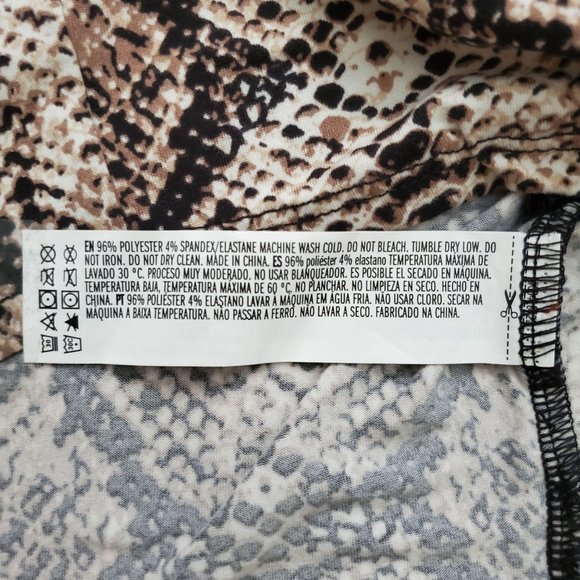 EN 96% POLYESTER 4% SPANDEX/ELASTANE MACHINE WASH COLD. DO NOT BLEACH. TUMBLE DRY LOW. DO
NOT IRON. DO NOT DRY CLEAN. MADE IN CHINA. ES 96% poliéster 4% elastano TEMPERATURA MÁXIMA DE
LAVADO 30 °C. PROCESO MUY MODERADO. NO USAR BLANQUEADOR. ES POSIBLE EL SECADO EN MÁQUINA.
TEMPERATURA BAJA, TEMPERATURA MÁXIMA DE 60 °C. NO PLANCHAR. NO LIMPIEZA EN SECO. HECHO EN
CHINA. PT 96% POLIÉSTER 4% ELASTANO LAVAR À MÁQUINA EM ÁGUA FRIA. NÃO USAR CLORO. SECAR NA
MÁQUINA A BAIXA TEMPERATURA. NÃO PASSAR A FERRO. NÃO LAVAR A SECO. FABRICADO NA CHINA.